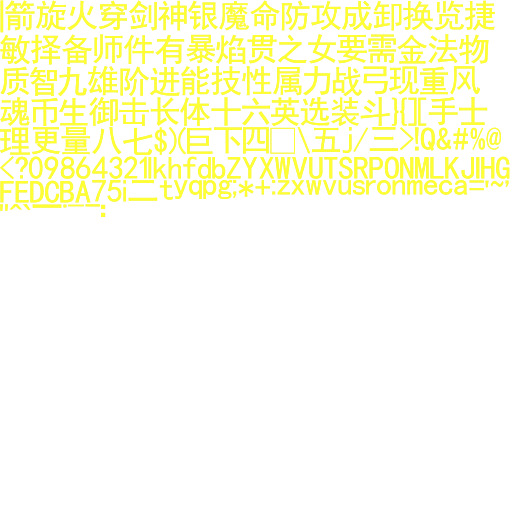 |箭旋火穿剑神银魔命防攻成卸换览捷
敏择备师件有暴焰贯之女要需金法物
质智九雄阶进能技性属力战弓现重风
魂币生御击长体十六英选装斗}{][手士
理更量八七$)(巨下四□\五j/三>!Q&#%@
<?09864321lkhfdbZYXWVUTSRPONMLKJIHG
FEDCBA75i二tyqpg;*+:zxwvusronmeca=-'~,
"^`一_-: